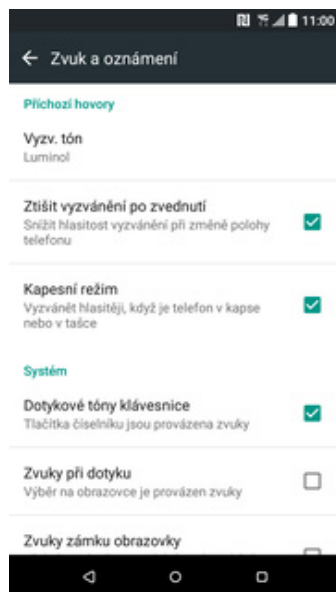 11:00
Zvuk a oznámení
Příchozí hovory
Vyzv. tón
Luminol
Ztišit vyzvánění po zvednutí
Snížit hlasitost vyzvánění při změně polohy
telefonu
Kapesní režim
Vyzvánět hlasitěji, když je telefon v kapse
nebo v tašce
Systém
Dotykové tóny klávesnice
Tlačítka číselníku jsou provázena zvuky
Zvuky při dotyku
Výběr na obrazovce je provázen zvuky
Zvuky zámku obrazovky